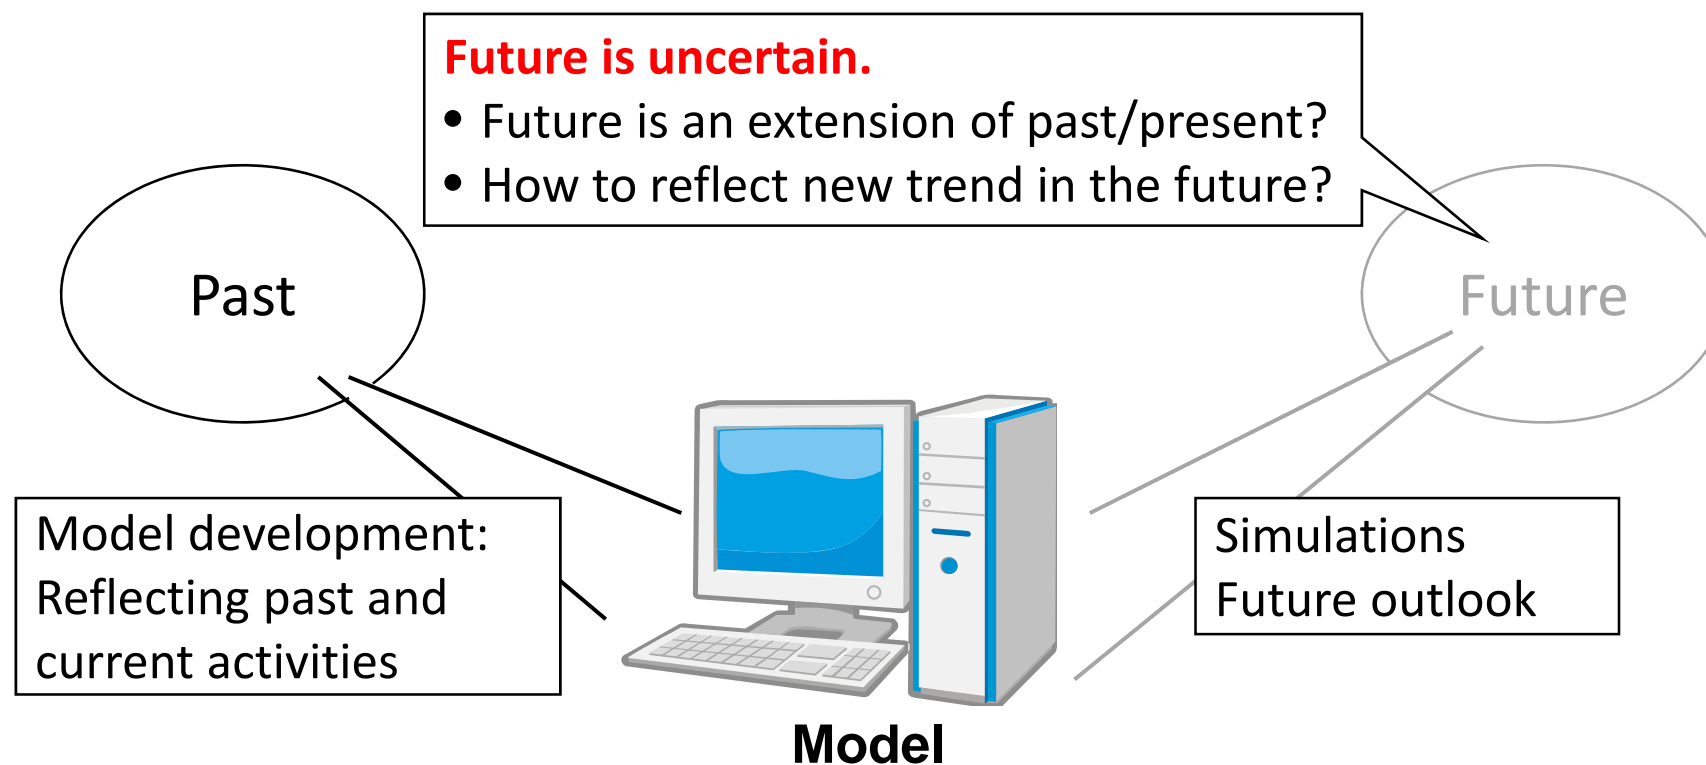 Future is uncertain.
• Future is an extension of past/present?
• How to reflect new trend in the future?
Past
Future
Model development:
Reflecting past and
current activities
Simulations
Future outlook
Model